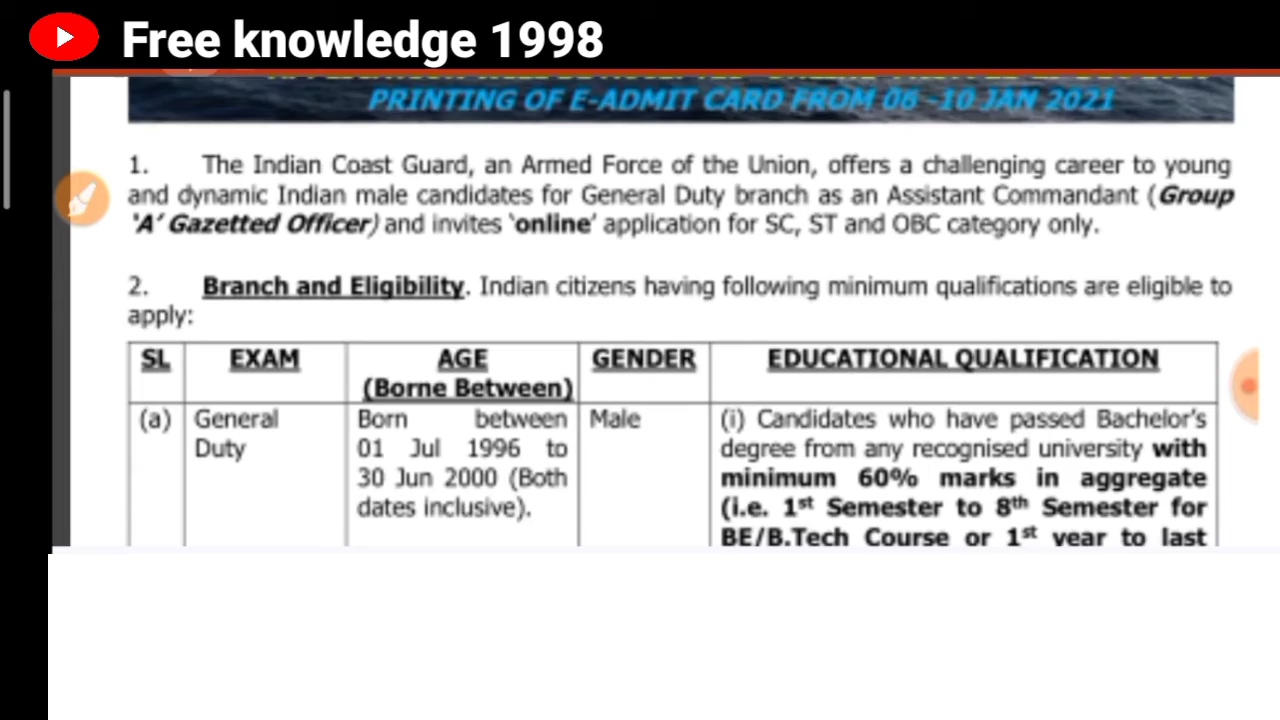 Free knowledge 1998
PRINTING OF E-ADMIT CARD FROM 06 -10 JAN 2021
1. The Indian Coast Guard, an Armed Force of the Union, offers a challenging career to young
and dynamic Indian male candidates for General Duty branch as an Assistant Commandant (Group
'A' Gazetted Officer) and invites 'online' application for SC, ST and OBC category only.
2. Branch and Eligibility. Indian citizens having following minimum qualifications are eligible to
apply:
SL EXAM AGE GENDER EDUCATIONAL QUALIFICATION
(Borne Between)
(a) General Born between Male (i) Candidates who have passed Bachelor's
Duty 01 Jul 1996 to degree from any recognised university with
30 Jun 2000 (Both minimum 60% marks in aggregate
dates inclusive). (i.e. 1st Semester to 8th Semester for
BE/B.Tech Course or 1st year to last